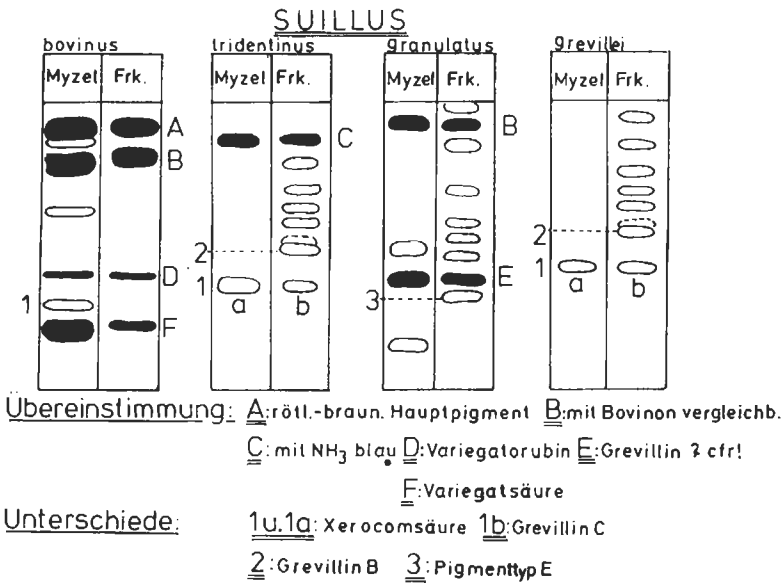 SUILLUS
bovinus tridentinus granulatus grevillei
Myzel Frk. Myzel Frk. Myzel Frk. Myzel Frk.
A
B
D
1
F
C
2
1
a b
B
E
3
2
1
a b
Übereinstimmung: A:rötl.-braun. Hauptpigment B:mit Bovinon vergleichb.
C:mit NH₃ blau D:Variegatorubin E:Grevillin ? cfr!
F:Variegatsäure
Unterschiede: 1u.1a: Xerocomsäure 1b:Grevillin C
2:Grevillin B 3:Pigmenttyp E